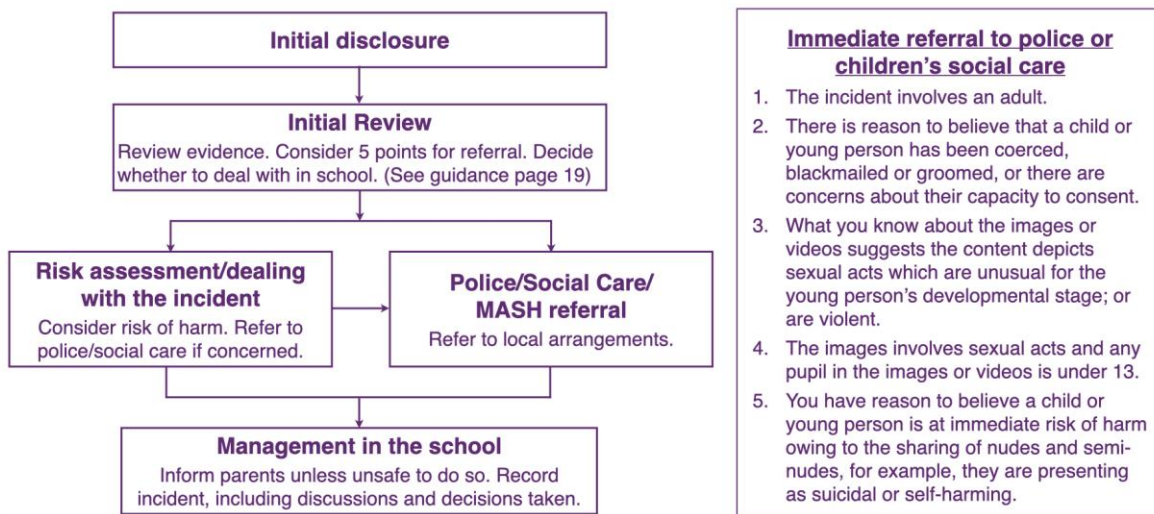 Initial disclosure
Initial Review
Review evidence. Consider 5 points for referral. Decide
whether to deal with in school. (See guidance page 19)
Risk assessment/dealing
with the incident
Consider risk of harm. Refer to
police/social care if concerned.
Police/Social Care/
MASH referral
Refer to local arrangements.
Management in the school
Inform parents unless unsafe to do so. Record
incident, including discussions and decisions taken.
Immediate referral to police or
children's social care
1. The incident involves an adult.
2. There is reason to believe that a child or
young person has been coerced,
blackmailed or groomed, or there are
concerns about their capacity to consent.
3. What you know about the images or
videos suggests the content depicts
sexual acts which are unusual for the
young person's developmental stage; or
are violent.
4. The images involves sexual acts and any
pupil in the images or videos is under 13.
5. You have reason to believe a child or
young person is at immediate risk of harm
owing to the sharing of nudes and semi-
nudes, for example, they are presenting
as suicidal or self-harming.